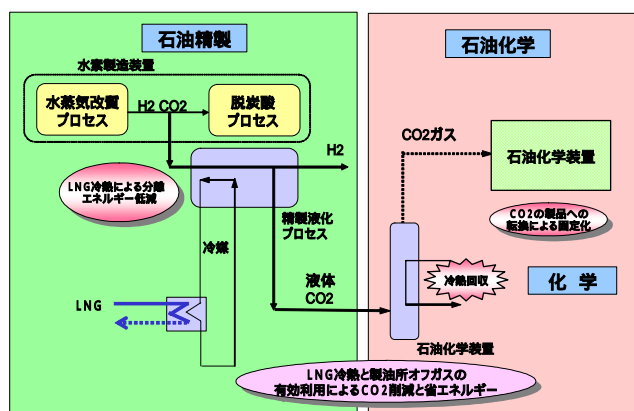 石油精製
石油化学
水素製造装置
水蒸気改質
プロセス
H2 CO2
脱炭酸
プロセス
CO2ガス
H2
石油化学装置
LNG冷熱による分離
エネルギー低減
精製液化
プロセス
CO2の製品への
転換による固定化
冷媒
液体
CO2
冷熱回収
化 学
LNG
石油化学装置
LNG冷熱と製油所オフガスの
有効利用によるCO2削減と省エネルギー